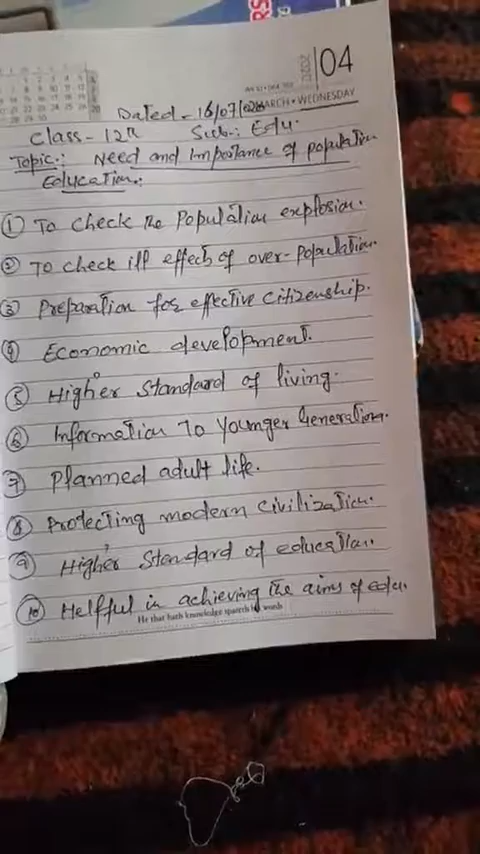 04
MARCH • WEDNESDAY
Dated - 16/07/
Class - 12th Sub.: Edu.
Topic: Need and Importance of population
Education:
① To check the Population explosion.
② To check ill effects of over-Population.
③ Preparation for effective citizenship.
④ Economic development.
⑤ Higher Standard of living.
⑥ Information To younger Generation.
⑦ Planned adult life.
⑧ Protecting modern civilization.
⑨ Higher Standard of education.
⑩ Helpful in achieving the aims of edu.
He that hath knowledge spareth his words